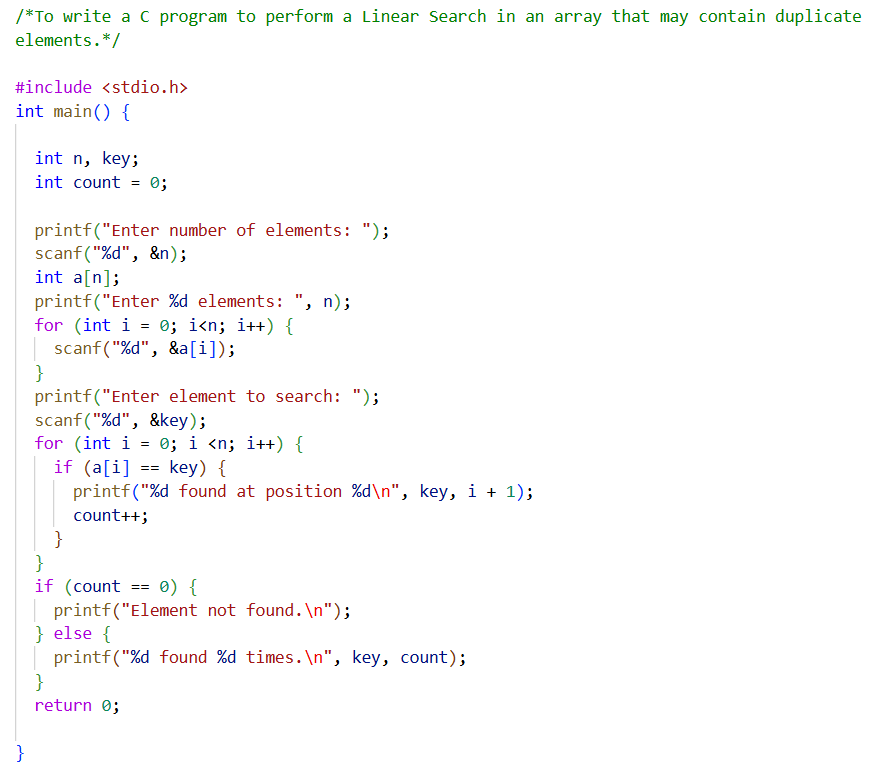 /*To write a C program to perform a Linear Search in an array that may contain duplicate
elements.*/
#include <stdio.h>
int main() {
int n, key;
int count = 0;
printf("Enter number of elements: ");
scanf("%d", &n);
int a[n];
printf("Enter %d elements: ", n);
for (int i = 0; i<n; i++) {
scanf("%d", &a[i]);
}
printf("Enter element to search: ");
scanf("%d", &key);
for (int i = 0; i <n; i++) {
if (a[i] == key) {
printf("%d found at position %d\n", key, i + 1);
count++;
}
}
if (count == 0) {
printf("Element not found.\n");
} else {
printf("%d found %d times.\n", key, count);
}
return 0;
}